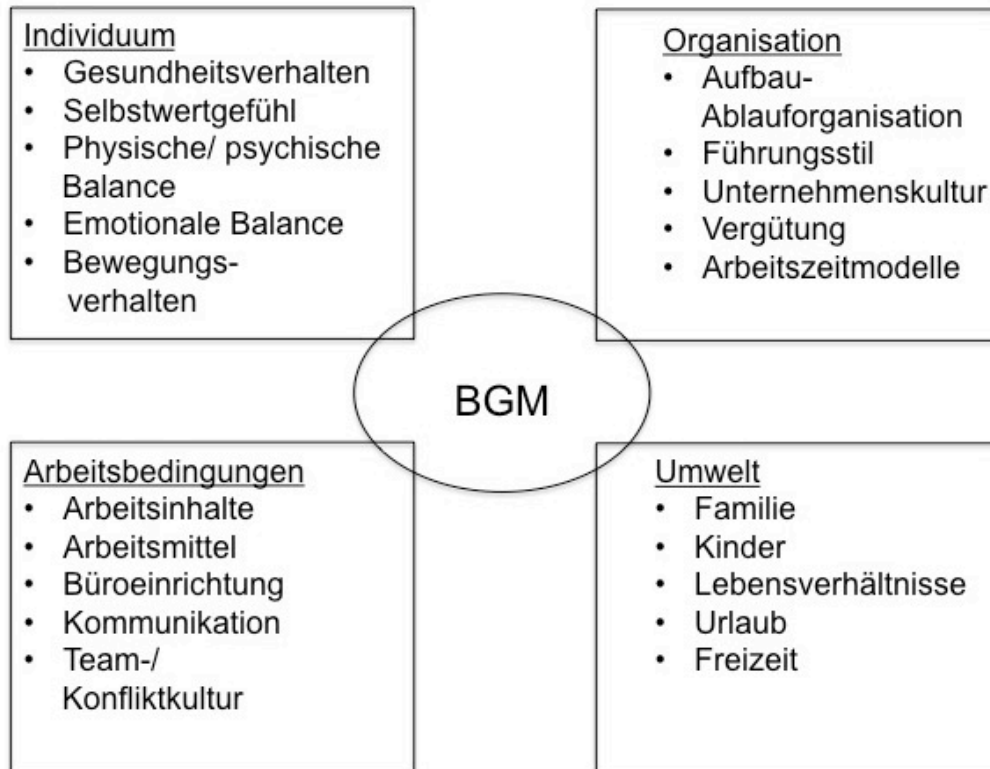 Individuum
• Gesundheitsverhalten
• Selbstwertgefühl
• Physische/ psychische
Balance
• Emotionale Balance
• Bewegungs-
verhalten
Organisation
• Aufbau-
Ablauforganisation
• Führungsstil
• Unternehmenskultur
• Vergütung
• Arbeitszeitmodelle
BGM
Arbeitsbedingungen
• Arbeitsinhalte
• Arbeitsmittel
• Büroeinrichtung
• Kommunikation
• Team-/
Konfliktkultur
Umwelt
• Familie
• Kinder
• Lebensverhältnisse
• Urlaub
• Freizeit